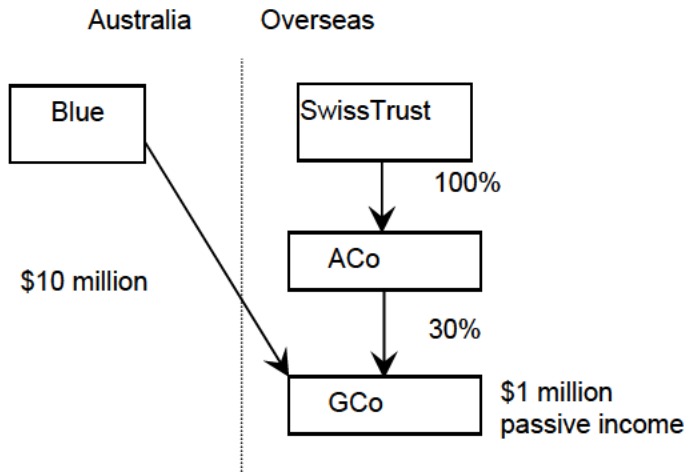 Australia
Overseas
Blue
SwissTrust
100%
ACo
$10 million
30%
GCo
$1 million
passive income